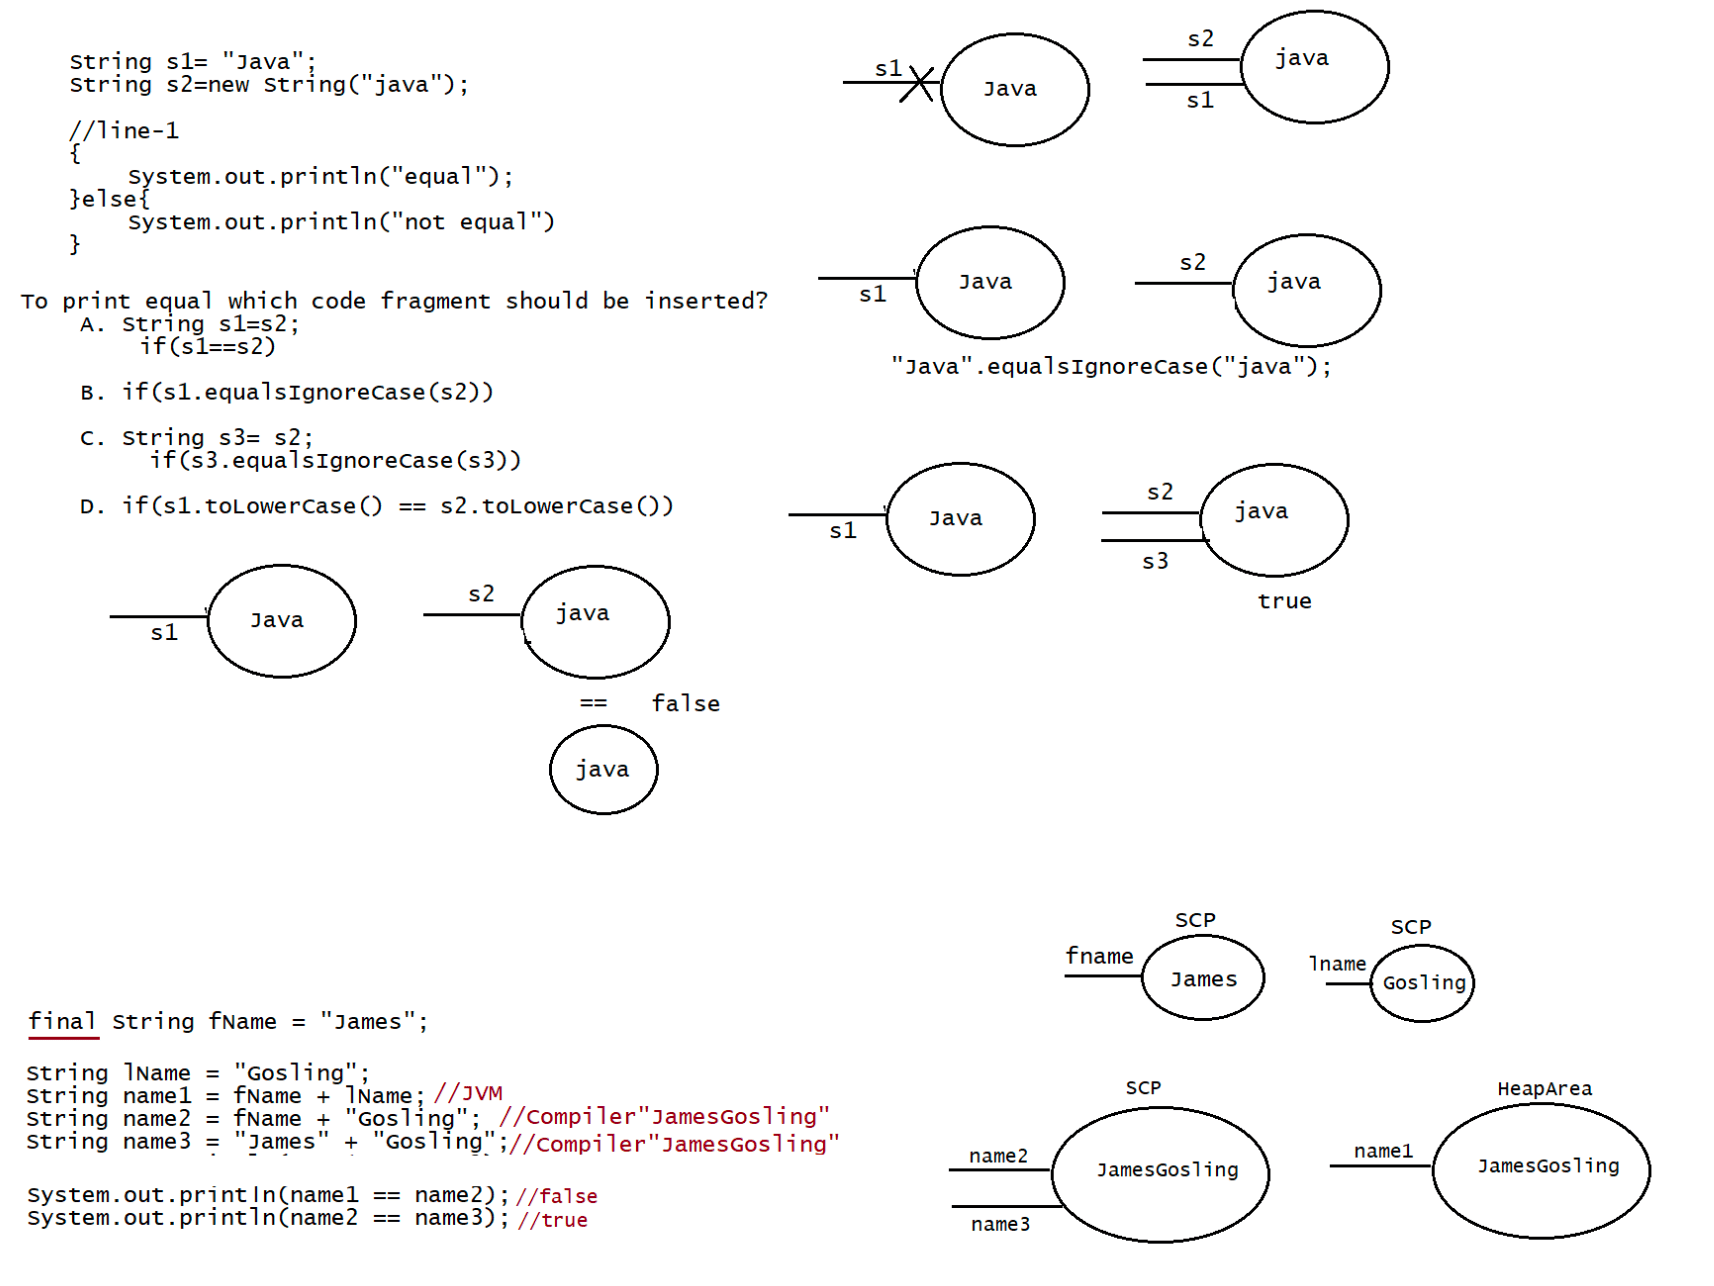 String s1= "Java";
String s2=new String("java");
//line-1
{
System.out.println("equal");
}else{
System.out.println("not equal")
}
To print equal which code fragment should be inserted?
A. String s1=s2;
if(s1==s2)
B. if(s1.equalsIgnoreCase(s2))
C. String s3= s2;
if(s3.equalsIgnoreCase(s3))
D. if(s1.toLowerCase() == s2.toLowerCase())
s1
Java
s2
java
== false
java
s1
Java
s2
java
s1
s1
Java
s2
java
"Java".equalsIgnoreCase("java");
s1
Java
s2
java
s3
true
final String fName = "James";
String lName = "Gosling";
String name1 = fName + lName; //JVM
String name2 = fName + "Gosling"; //Compiler"JamesGosling"
String name3 = "James" + "Gosling";//Compiler"JamesGosling"
System.out.println(name1 == name2); //false
System.out.println(name2 == name3); //true
SCP
fname
James
SCP
lname
Gosling
SCP
name2
JamesGosling
name3
HeapArea
name1
JamesGosling